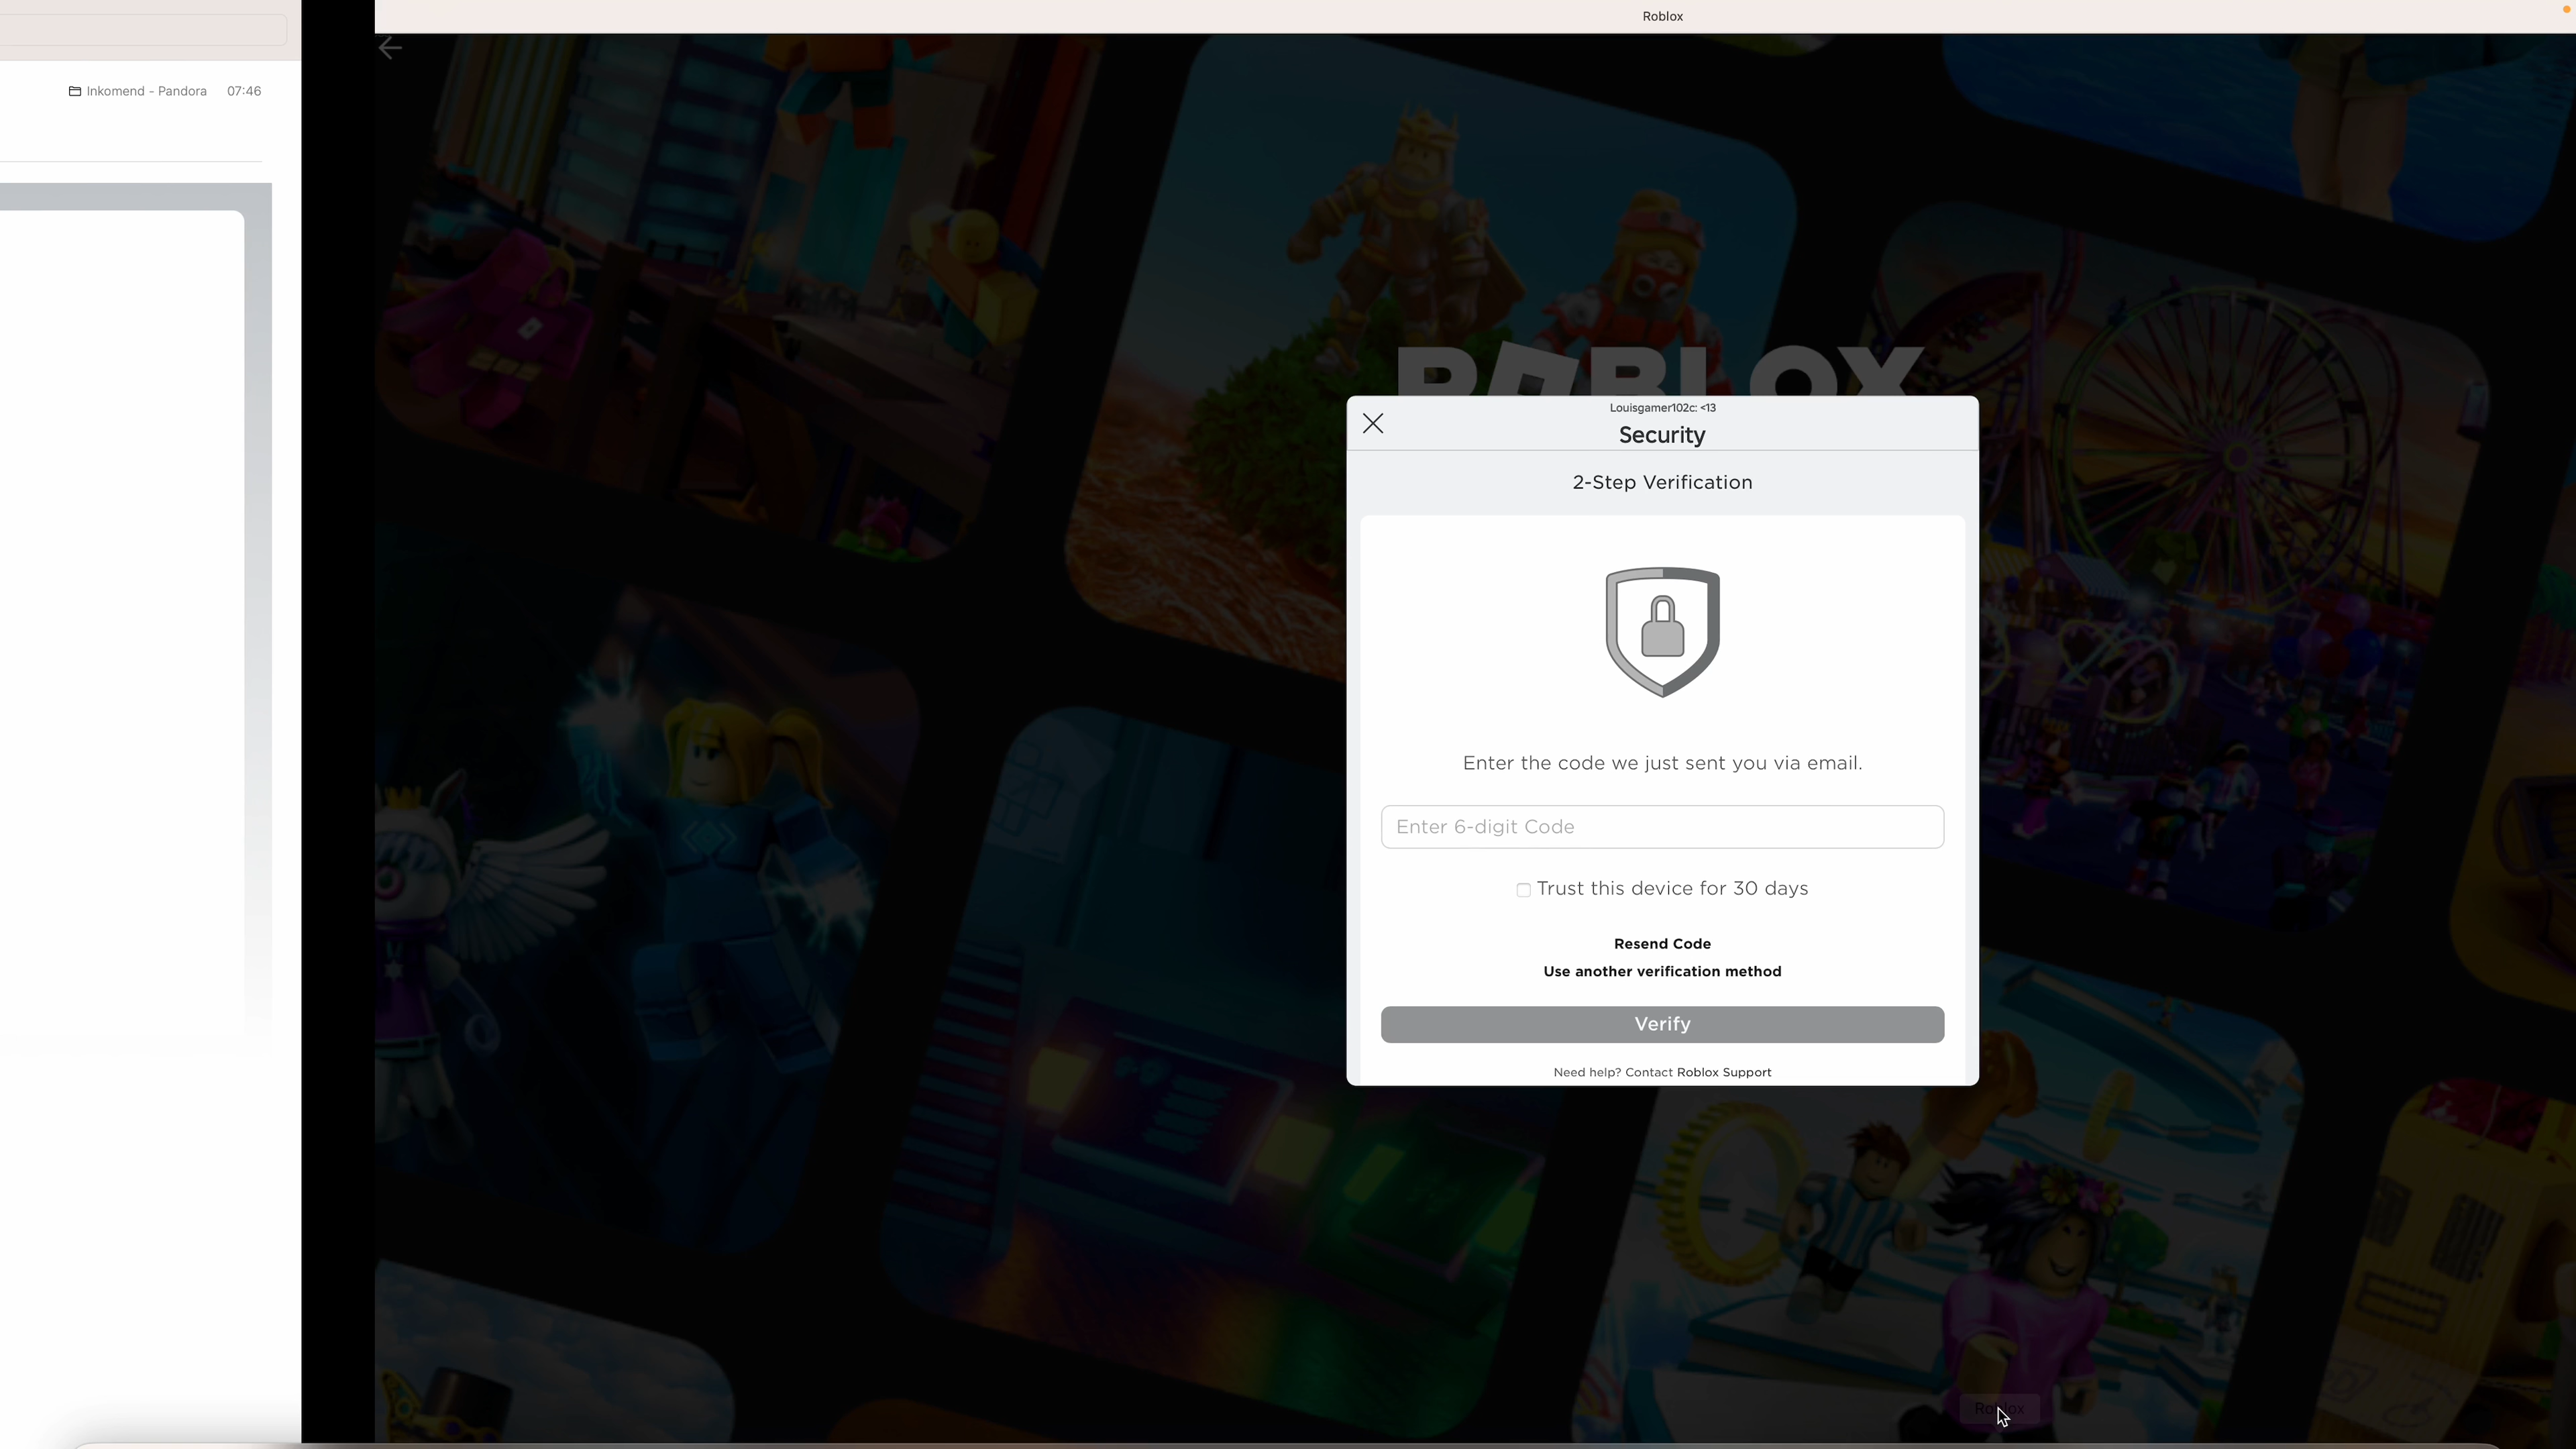 Roblox
Inkomend - Pandora 07:46
ROBLOX
Louisgamer102c: <13
Security
2-Step Verification
Enter the code we just sent you via email.
Enter 6-digit Code
Trust this device for 30 days
Resend Code
Use another verification method
Verify
Need help? Contact Roblox Support
Roblox